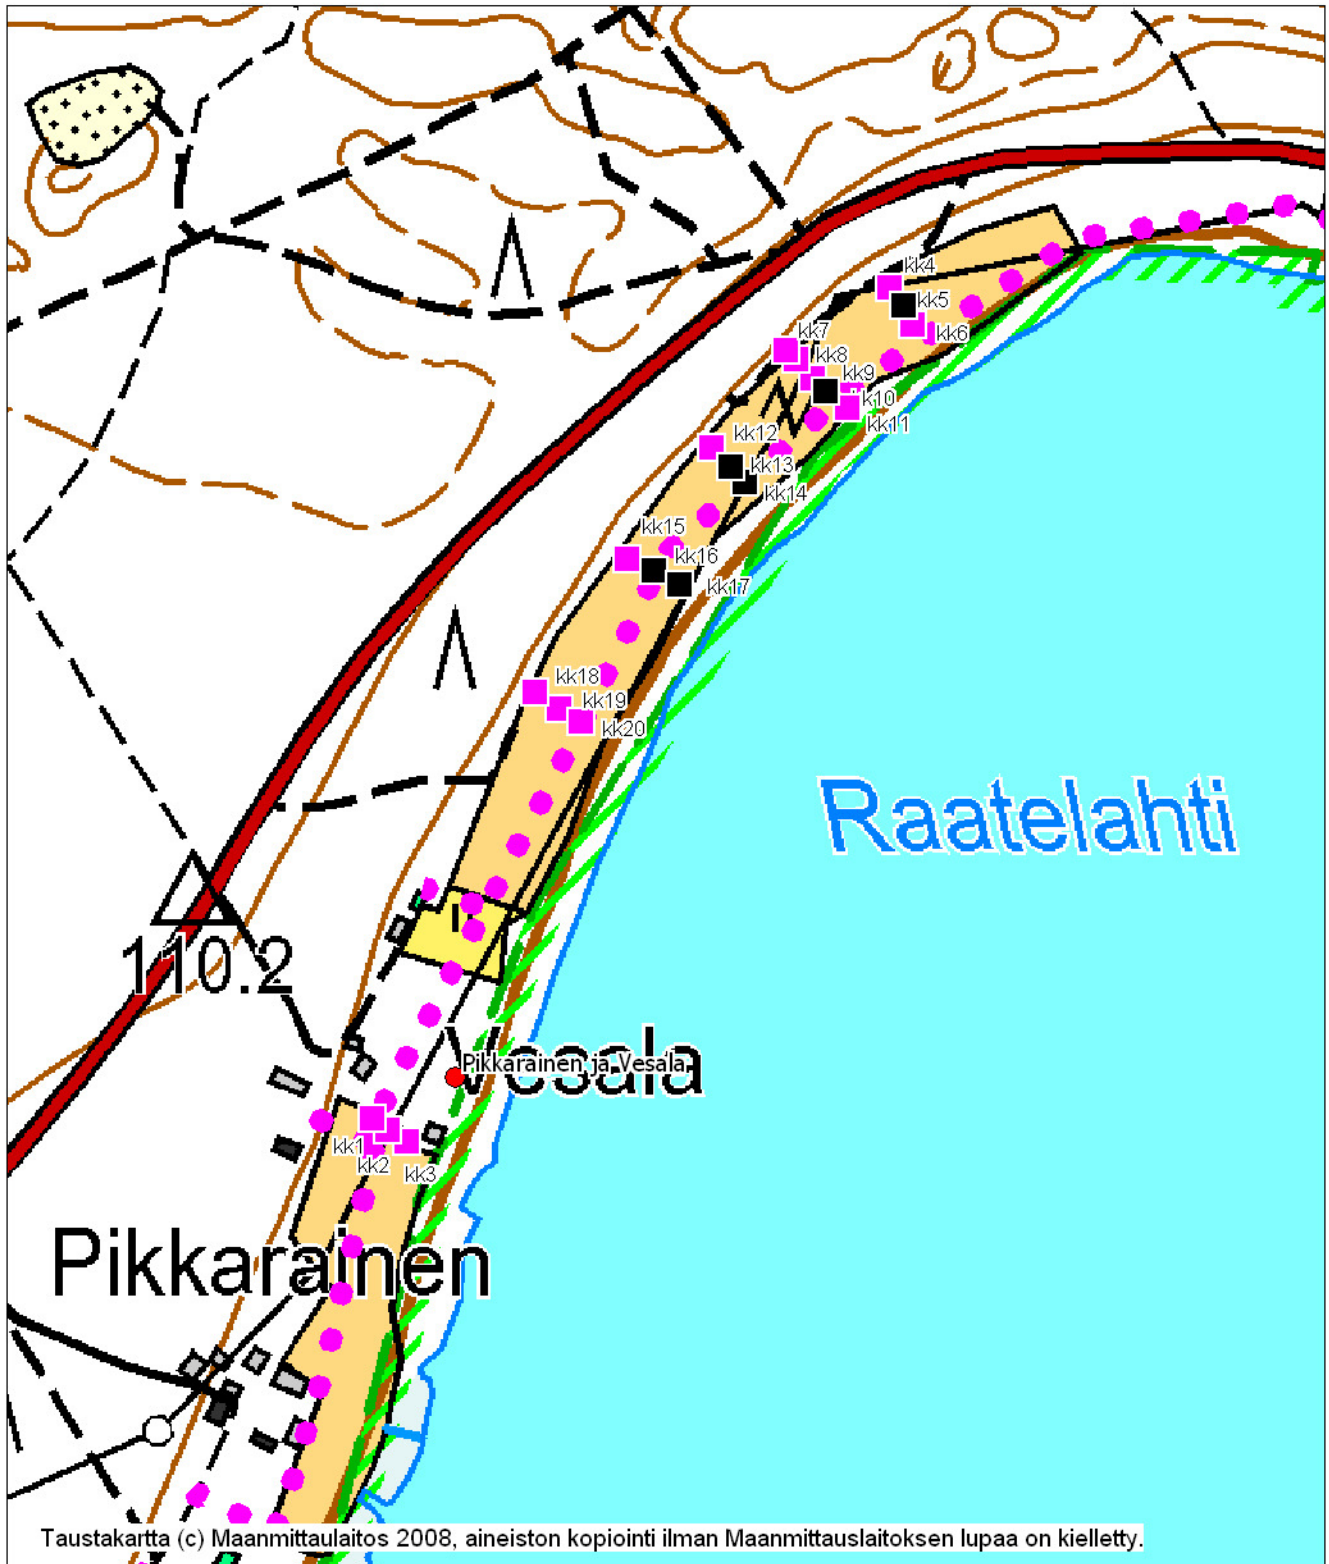 kk4
kk5
kk6
kk7
kk8
kk9
kk10
kk11
kk12
kk13
kk14
kk15
kk16
kk17
kk18
kk19
kk20
Raatelahti
110.2
Vesala
Pikkarainen ja Vesala
kk1
kk2
kk3
Pikkarainen
Taustakartta (c) Maanmittaulaitos 2008, aineiston kopiointi ilman Maanmittauslaitoksen lupaa on kielletty.